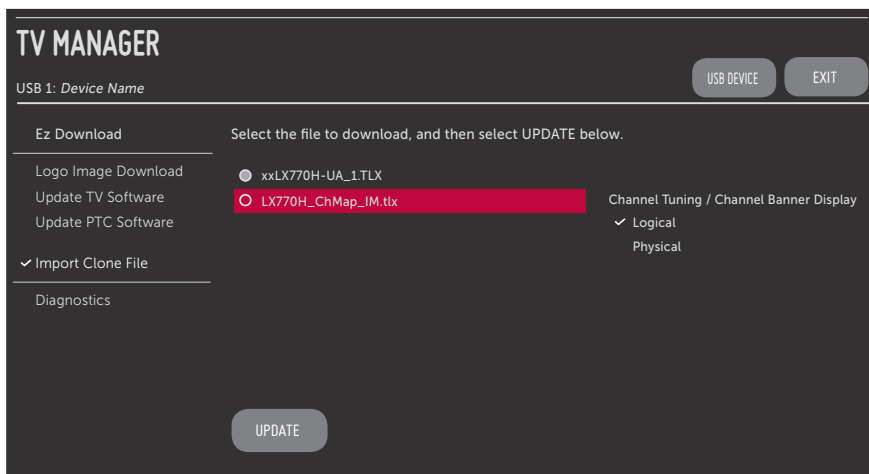 TV MANAGER
USB 1: Device Name
USB DEVICE
EXIT
Ez Download
Logo Image Download
Update TV Software
Update PTC Software
Import Clone File
Diagnostics
Select the file to download, and then select UPDATE below.
xxLX770H-UA_1.TLX
LX770H_ChMap_IM.tlx
Channel Tuning / Channel Banner Display
Logical
Physical
UPDATE